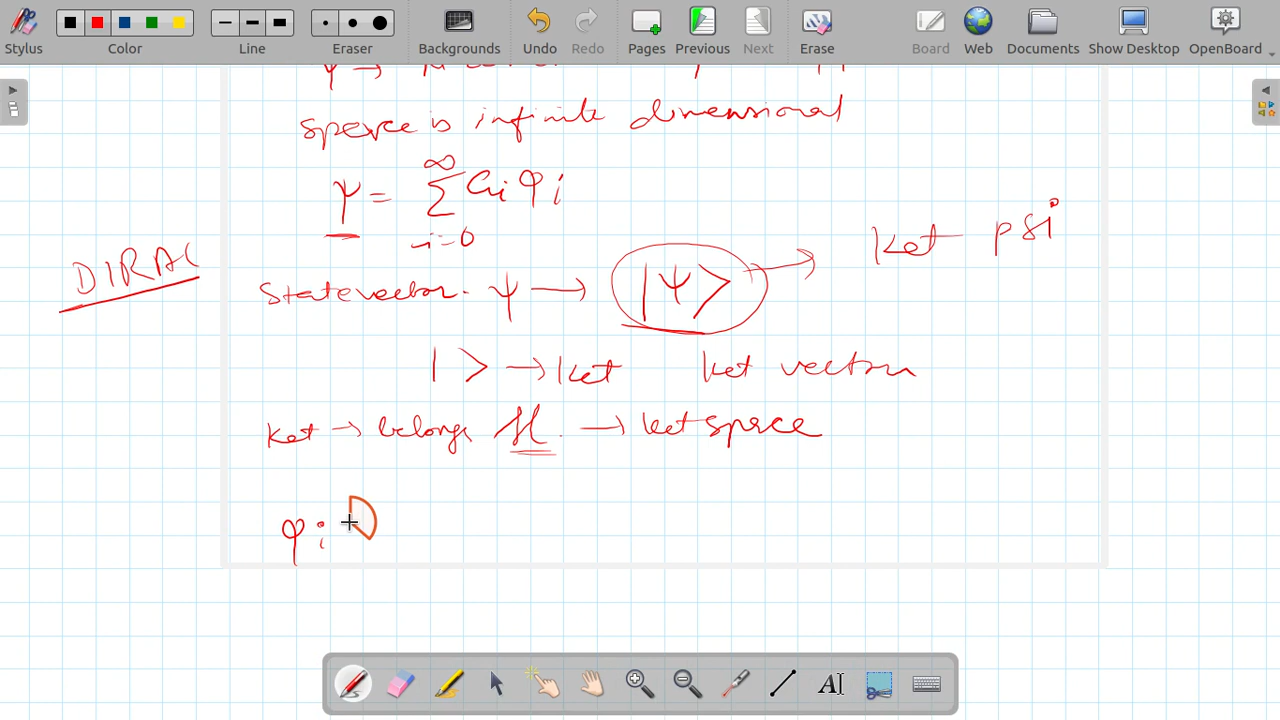 Stylus Color Line Eraser Backgrounds Undo Redo Pages Previous Next Erase Board Web Documents Show Desktop OpenBoard
space is infinite dimensional
ψ = ∞ Σ i=0 Ci φi
DIRAC
State vector. ψ → |ψ> → Ket psi
| > → ket ket vector
Ket → belongs H. → ket space
φi